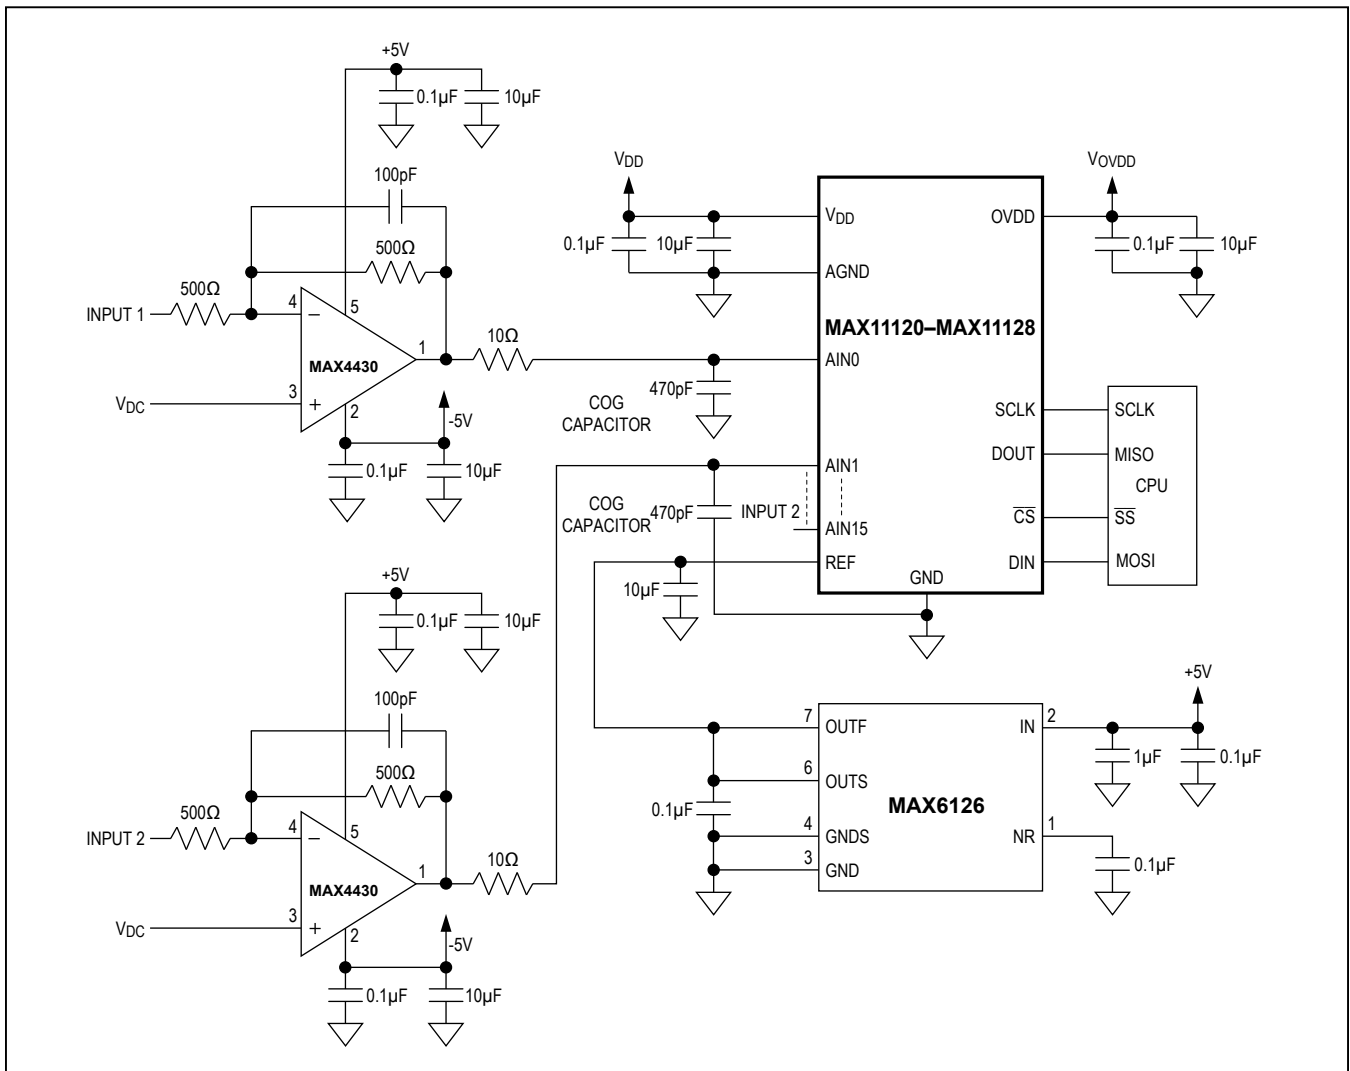 +5V
0.1µF
10µF
100pF
500Ω
500Ω
INPUT 1
4
–
5
MAX4430
1
10Ω
VDC
3
+
2
-5V
0.1µF
10µF
COG
CAPACITOR
470pF
COG
CAPACITOR
470pF
INPUT 2
VDD
0.1µF
10µF
VDD
AGND
MAX11120–MAX11128
AIN0
AIN1
AIN15
REF
GND
OVDD
SCLK
DOUT
CS
DIN
VOVDD
0.1µF
10µF
SCLK
MISO
CPU
SS
MOSI
10µF
+5V
0.1µF
10µF
100pF
500Ω
500Ω
INPUT 2
4
–
5
MAX4430
1
10Ω
VDC
3
+
2
-5V
0.1µF
10µF
7
OUTF
6
OUTS
0.1µF
4
GNDS
3
GND
MAX6126
IN
2
NR
1
+5V
1µF
0.1µF
0.1µF